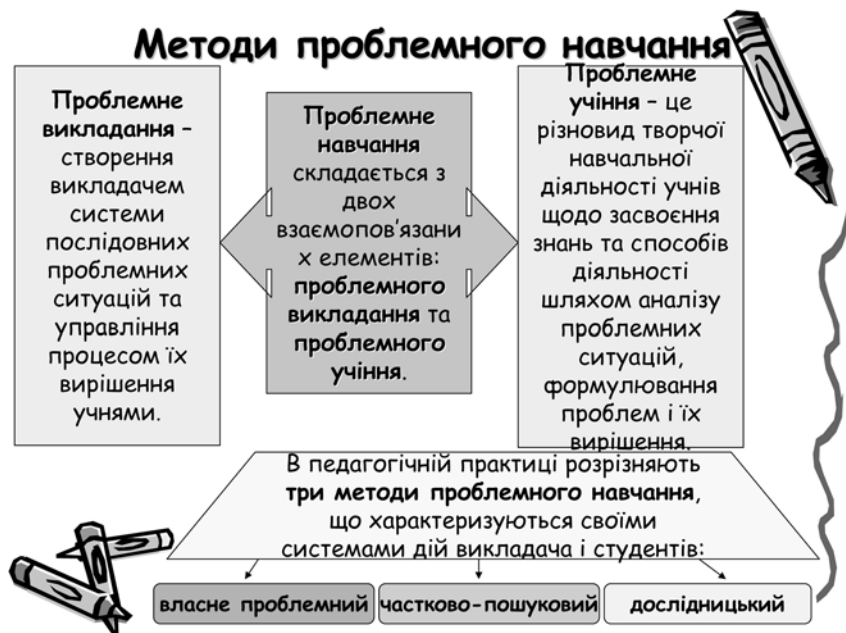 Методи проблемного навчання
Проблемне
викладання –
створення
викладачем
системи
послідовних
проблемних
ситуацій та
управління
процесом їх
вирішення
учнями.
Проблемне
навчання
складається з
двох
взаємопов’язани
х елементів:
проблемного
викладання та
проблемного
учіння.
Проблемне
учіння – це
різновид творчої
навчальної
діяльності учнів
щодо засвоєння
знань та способів
діяльності
шляхом аналізу
проблемних
ситуацій,
формулювання
проблем і їх
вирішення.
В педагогічній практиці розрізняють
три методи проблемного навчання,
що характеризуються своїми
системами дій викладача і студентів:
власне проблемний
частково-пошуковий
дослідницький